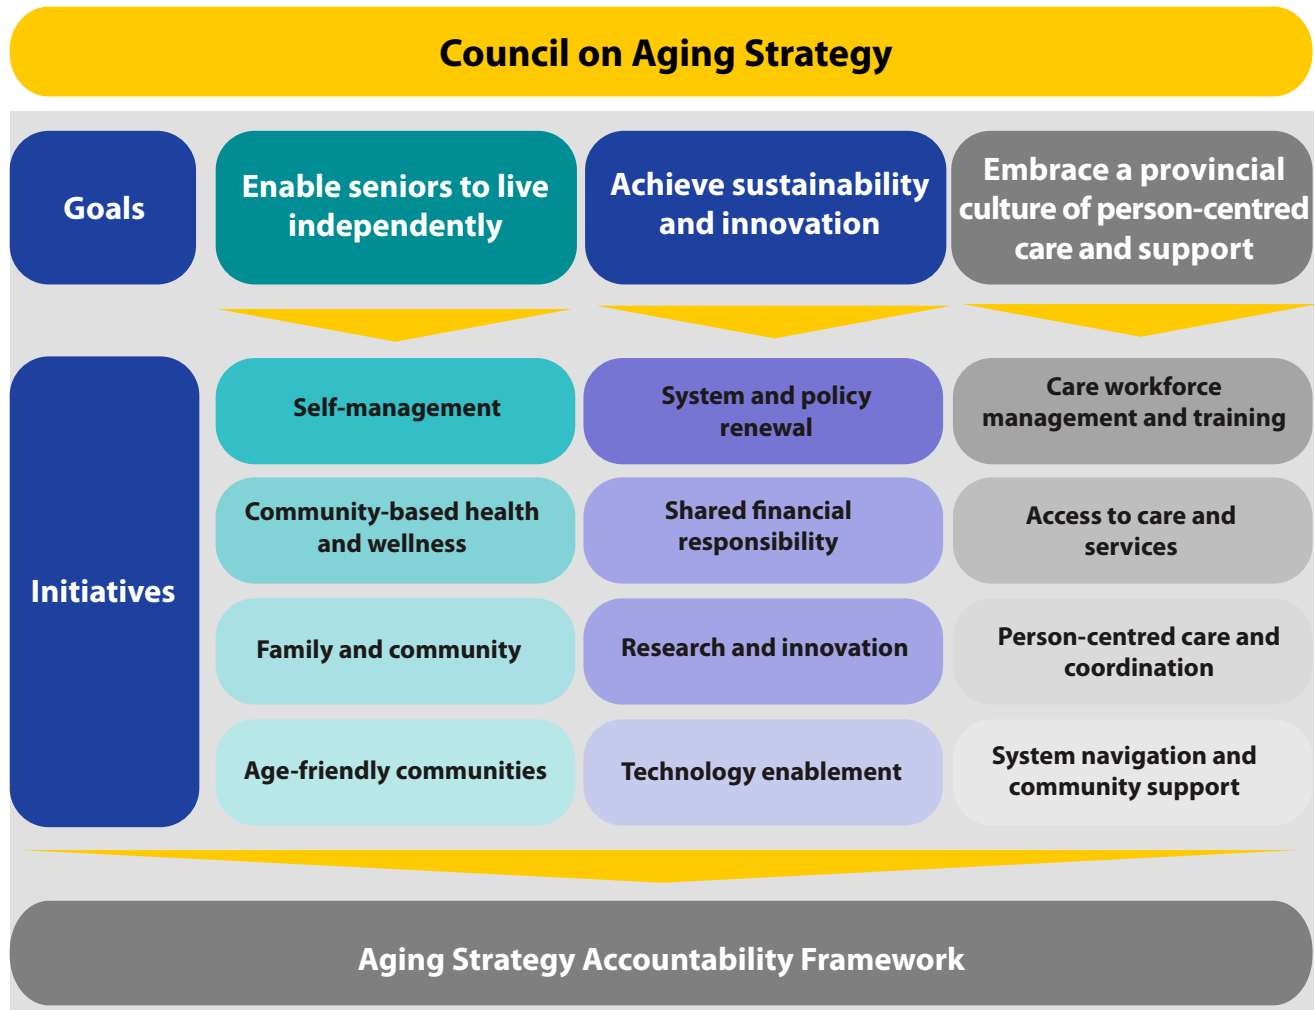 Council on Aging Strategy
Goals
Enable seniors to live
independently
Achieve sustainability
and innovation
Embrace a provincial
culture of person-centred
care and support
Initiatives
Self-management
System and policy
renewal
Care workforce
management and training
Community-based health
and wellness
Shared financial
responsibility
Access to care and
services
Family and community
Research and innovation
Person-centred care and
coordination
Age-friendly communities
Technology enablement
System navigation and
community support
Aging Strategy Accountability Framework